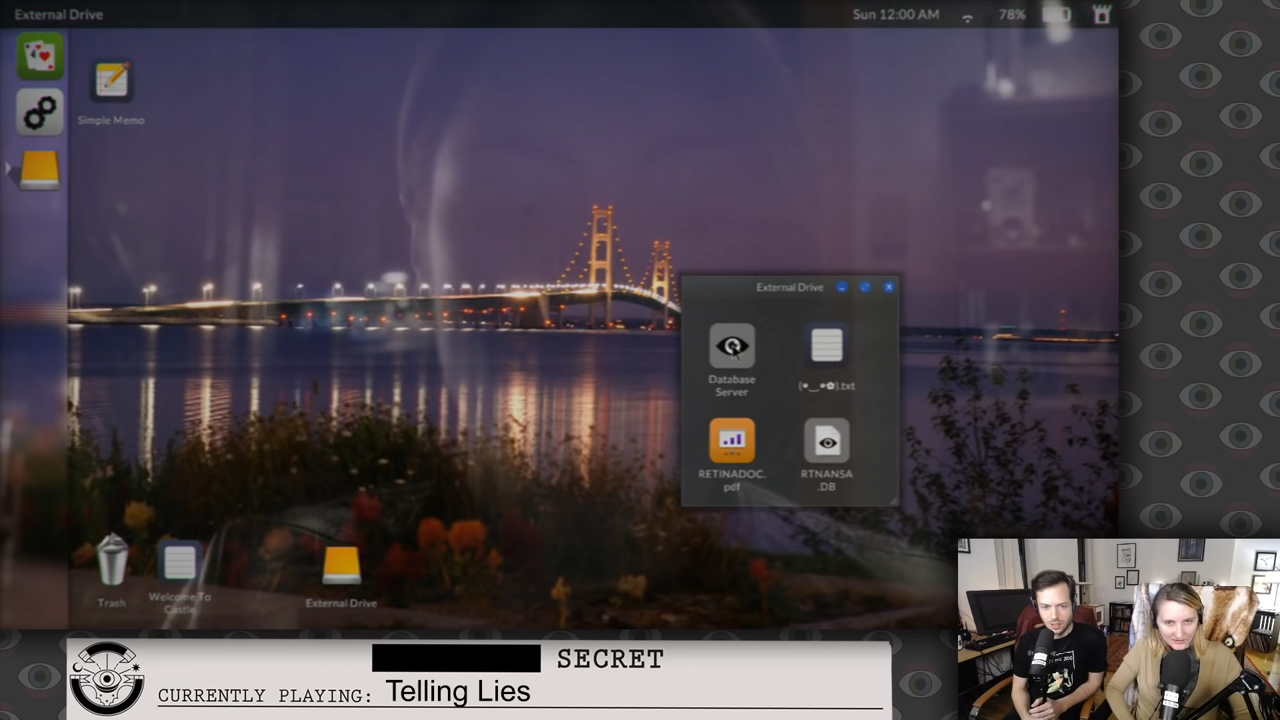 External Drive
Sun 12:00 AM
78%
Simple Memo
External Drive
Database
Server
(●‿●✿).txt
RETINADOC.
pdf
RTNANSA
.DB
Trash
Welcome To
Castle
External Drive
SECRET
CURRENTLY PLAYING: Telling Lies